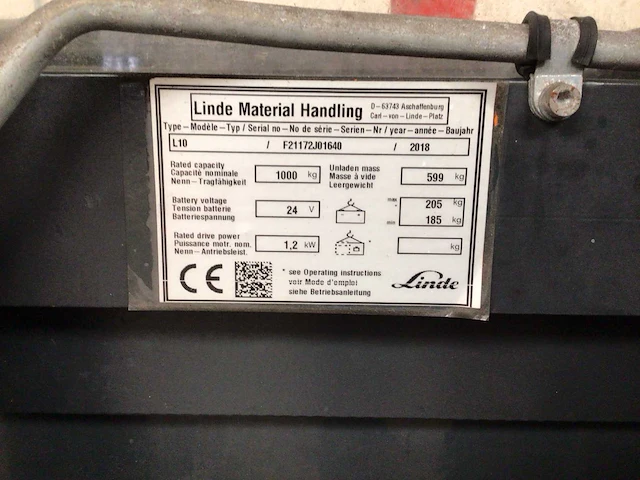 Linde Material Handling D-63743 Aschaffenburg
Carl-von-Linde-Platz
Type-Modèle-Typ / Serial no-No de série-Serien-Nr / year-année-Baujahr
L10 / F21172J01640 / 2018
Rated capacity
Capacité nominale
Nenn-Tragfähigkeit
1000 kg
Unladen mass
Masse à vide
Leergewicht
599 kg
Battery voltage
Tension batterie
Batteriespannung
24 V
max 205 kg
min 185 kg
Rated drive power
Puissance motr. nom.
Nenn-Antriebsleist.
1,2 kW
kg
CE
* see Operating instructions
voir Mode d'emploi
siehe Betriebsanleitung
Linde